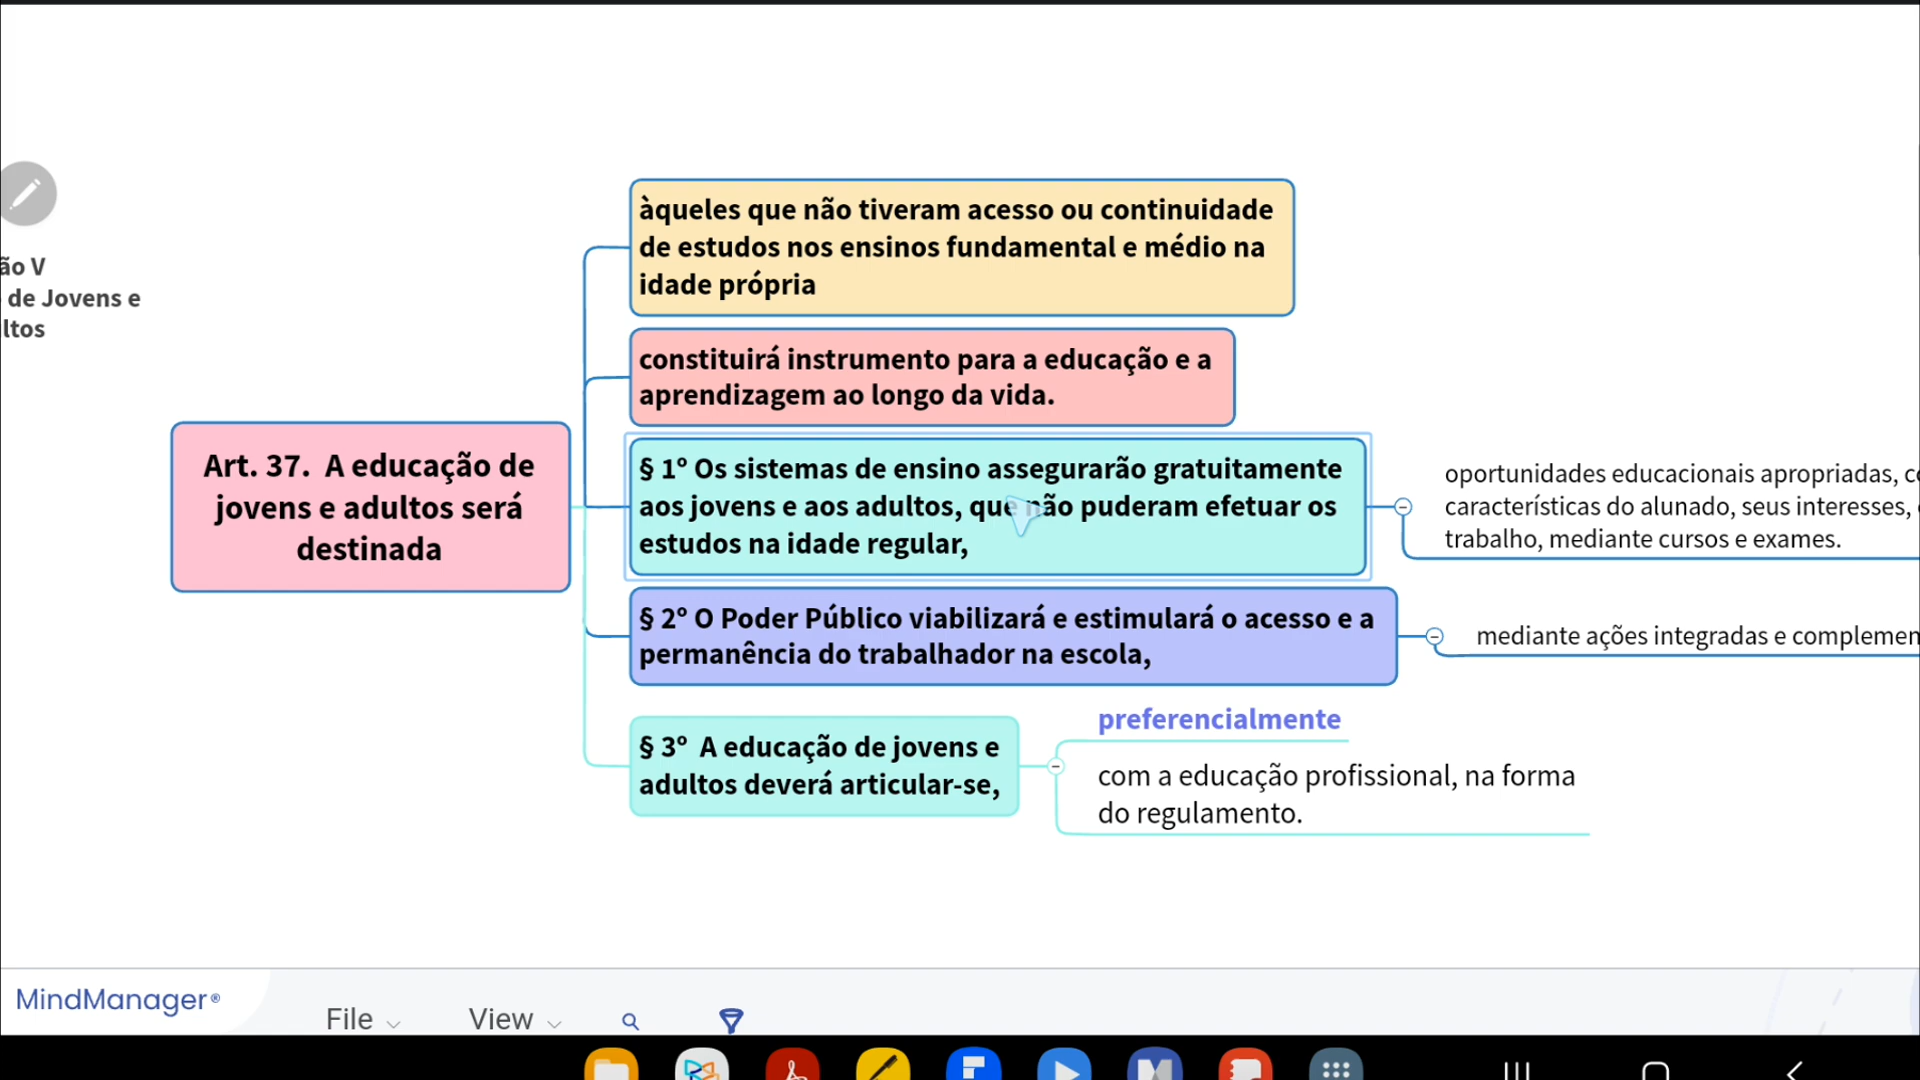 ão V
de Jovens e
ltos
Art. 37. A educação de
jovens e adultos será
destinada
àqueles que não tiveram acesso ou continuidade
de estudos nos ensinos fundamental e médio na
idade própria
constituirá instrumento para a educação e a
aprendizagem ao longo da vida.
§ 1º Os sistemas de ensino assegurarão gratuitamente
aos jovens e aos adultos, que não puderam efetuar os
estudos na idade regular,
oportunidades educacionais apropriadas,
características do alunado, seus interesses,
trabalho, mediante cursos e exames.
§ 2º O Poder Público viabilizará e estimulará o acesso e a
permanência do trabalhador na escola,
mediante ações integradas e complemen
§ 3º A educação de jovens e
adultos deverá articular-se,
preferencialmente
com a educação profissional, na forma
do regulamento.
MindManager®
File
View